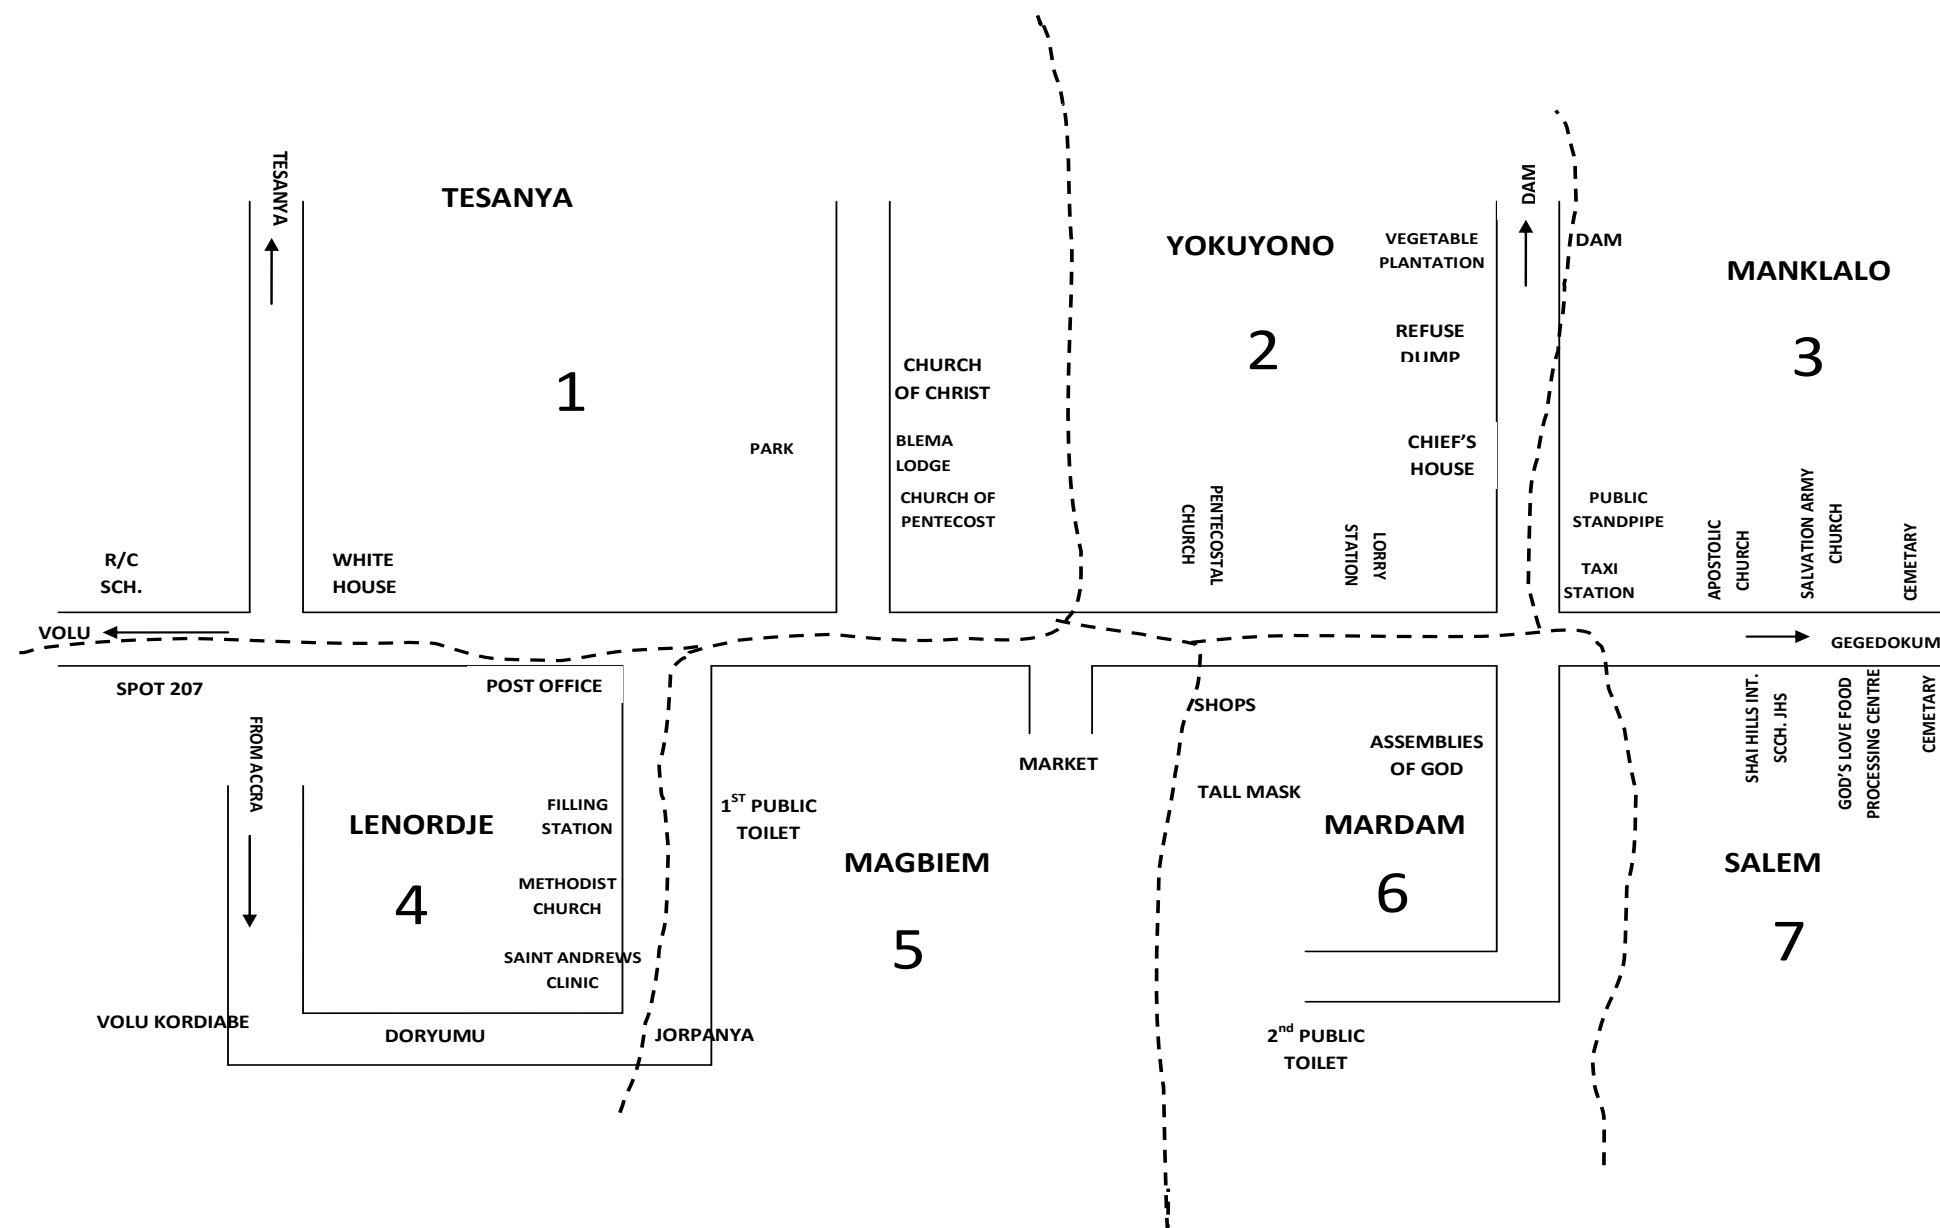 TESANYA
TESANYA
DAM
YOKUYONO
VEGETABLE
PLANTATION
DAM
MANKLALO
1
2
3
REFUSE
DUMP
CHURCH
OF CHRIST
PARK
BLEMA
LODGE
CHIEF'S
HOUSE
CHURCH OF
PENTECOST
PENTECOSTAL
CHURCH
LORRY
STATION
PUBLIC
STANDPIPE
TAXI
STATION
APOSTOLIC
CHURCH
SALVATION ARMY
CHURCH
CEMETARY
R/C
SCH.
WHITE
HOUSE
VOLU
GEGEDOKUM
SPOT 207
POST OFFICE
FROM ACCRA
SHOPS
SHAI HILLS INT.
SCCH. JHS
GOD'S LOVE FOOD
PROCESSING CENTRE
CEMETARY
MARKET
ASSEMBLIES
OF GOD
TALL MASK
FILLING
STATION
1ST PUBLIC
TOILET
LENORDJE
MAGBIEM
MARDAM
SALEM
METHODIST
CHURCH
4
5
6
7
SAINT ANDREWS
CLINIC
VOLU KORDIABE
DORYUMU
JORPANYA
2nd PUBLIC
TOILET